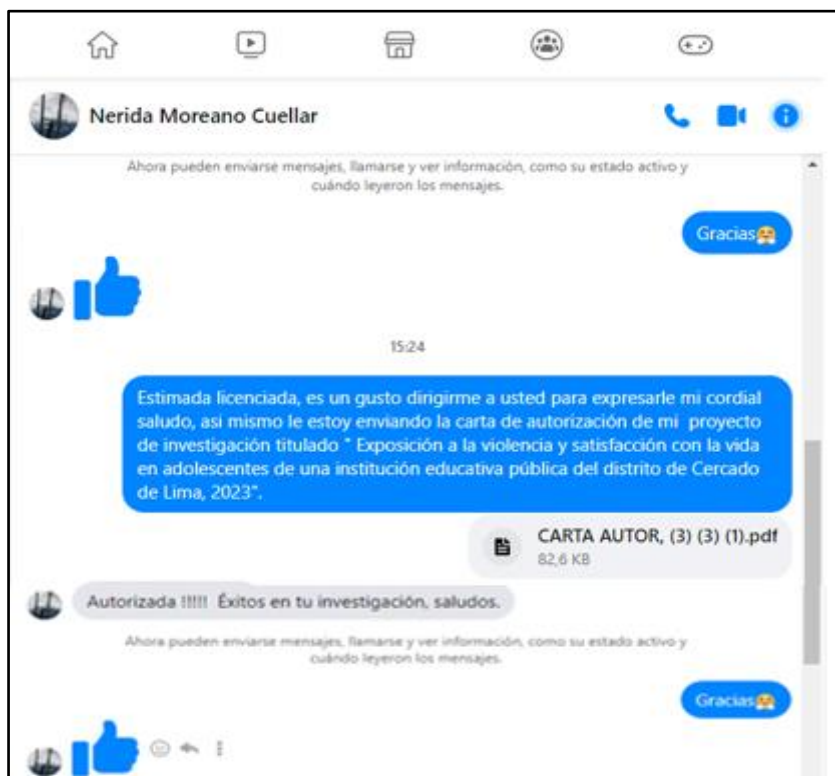 Nerida Moreano Cuellar
Ahora pueden enviarse mensajes, llamarse y ver información, como su estado activo y
cuándo leyeron los mensajes.
Gracias🤗
15:24
Estimada licenciada, es un gusto dirigirme a usted para expresarle mi cordial
saludo, asi mismo le estoy enviando la carta de autorización de mi proyecto
de investigación titulado " Exposición a la violencia y satisfacción con la vida
en adolescentes de una institución educativa pública del distrito de Cercado
de Lima, 2023".
CARTA AUTOR, (3) (3) (1).pdf
82,6 KB
Autorizada !!!!! Éxitos en tu investigación, saludos.
Ahora pueden enviarse mensajes, llamarse y ver información, como su estado activo y
cuándo leyeron los mensajes.
Gracias🤗